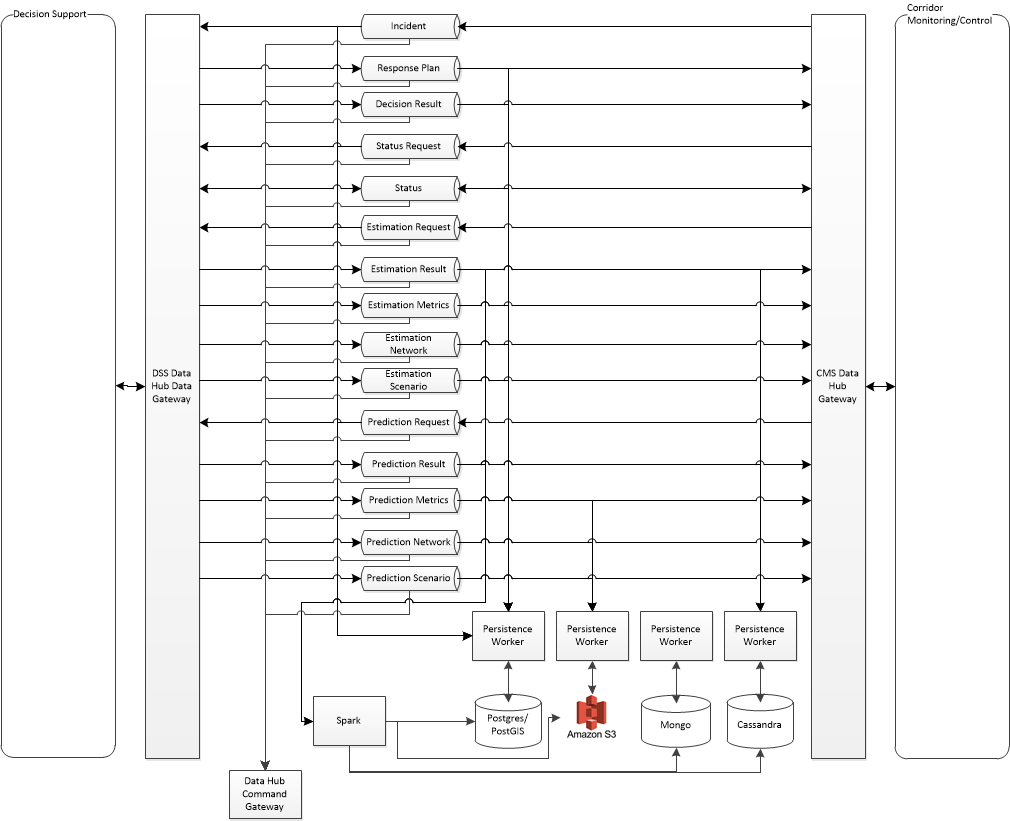 Decision Support
Corridor
Monitoring/Control
Incident
Response Plan
Decision Result
Status Request
Status
Estimation Request
Estimation Result
Estimation Metrics
Estimation
Network
Estimation
Scenario
Prediction Request
Prediction Result
Prediction Metrics
Prediction Network
Prediction Scenario
DSS Data
Hub Data
Gateway
CMS Data
Hub
Gateway
Persistence
Worker
Persistence
Worker
Persistence
Worker
Persistence
Worker
Spark
Postgres/
PostGIS
Amazon S3
Mongo
Cassandra
Data Hub
Command
Gateway